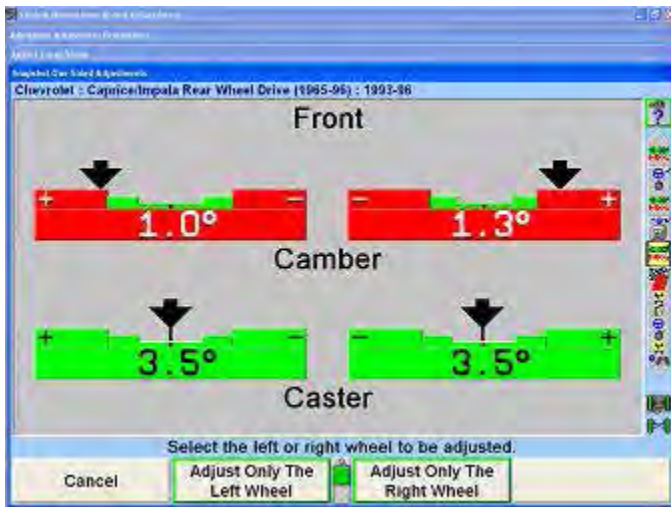 Chevrolet : Caprice/Impala Rear Wheel Drive (1965-96) : 1993-96
Front
+ - - +
1.0° 1.3°
Camber
+ - - +
3.5° 3.5°
Caster
Select the left or right wheel to be adjusted.
Cancel
Adjust Only The Left Wheel
Adjust Only The Right Wheel
?